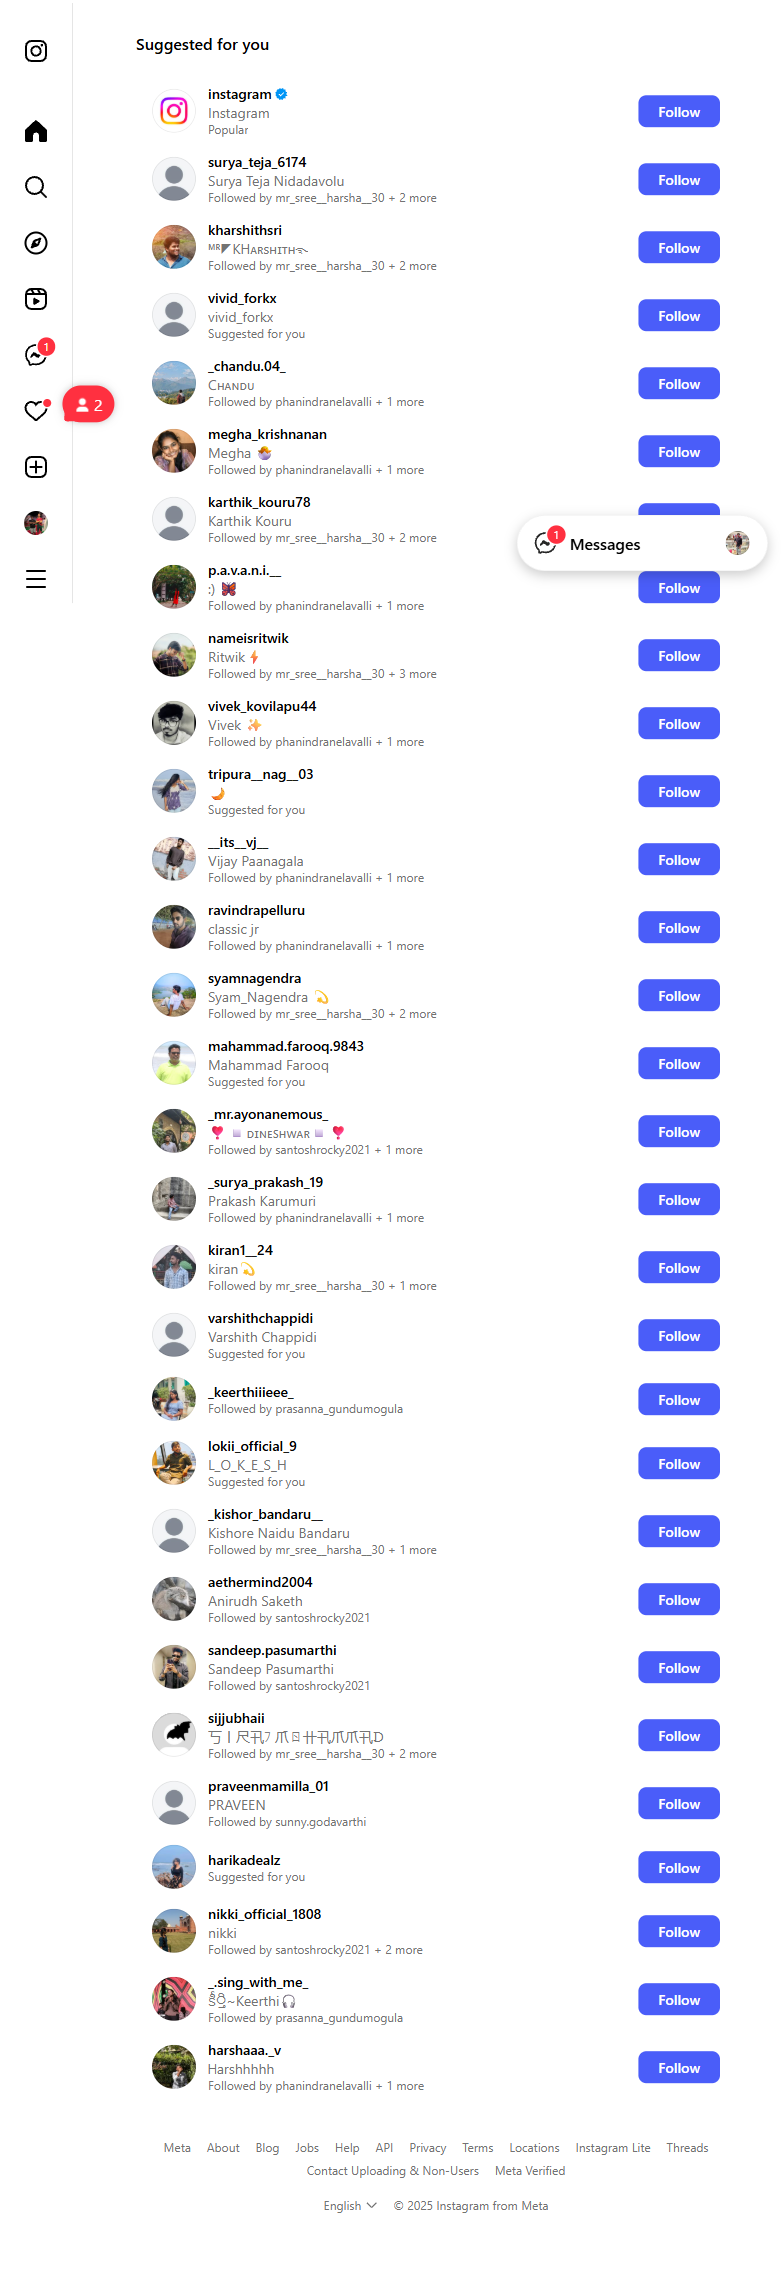 Suggested for you
instagram
Instagram
Popular
Follow
surya_teja_6174
Surya Teja Nidadavolu
Followed by mr_sree__harsha__30 + 2 more
Follow
kharshithsri
ᴹᴿ◤KHᴀʀsʜɪᴛʜ
Followed by mr_sree__harsha__30 + 2 more
Follow
vivid_forkx
vivid_forkx
Suggested for you
Follow
1
_chandu.04_
Cʜᴀɴᴅᴜ
Followed by phanindranelavalli + 1 more
Follow
2
megha_krishnanan
Megha
Followed by phanindranelavalli + 1 more
Follow
karthik_kouru78
Karthik Kouru
Followed by mr_sree__harsha__30 + 2 more
1
Messages
p.a.v.a.n.i.__
:) 🦋
Followed by phanindranelavalli + 1 more
Follow
nameisritwik
Ritwik⚡
Followed by mr_sree__harsha__30 + 3 more
Follow
vivek_kovilapu44
Vivek ✨
Followed by phanindranelavalli + 1 more
Follow
tripura__nag__03
🌙
Suggested for you
Follow
__its__vj__
Vijay Paanagala
Followed by phanindranelavalli + 1 more
Follow
ravindrapelluru
classic jr
Followed by phanindranelavalli + 1 more
Follow
syamnagendra
Syam_Nagendra 💫
Followed by mr_sree__harsha__30 + 2 more
Follow
mahammad.farooq.9843
Mahammad Farooq
Suggested for you
Follow
_mr.ayonanemous_
❣️ ᴅɪɴᴇSʜᴡᴀʀ ❣️
Followed by santoshrocky2021 + 1 more
Follow
_surya_prakash_19
Prakash Karumuri
Followed by phanindranelavalli + 1 more
Follow
kiran1__24
kiran💫
Followed by mr_sree__harsha__30 + 1 more
Follow
varshithchappidi
Varshith Chappidi
Suggested for you
Follow
_keerthiiieee_
Followed by prasanna_gundumogula
Follow
lokii_official_9
L_O_K_E_S_H
Suggested for you
Follow
_kishor_bandaru__
Kishore Naidu Bandaru
Followed by mr_sree__harsha__30 + 1 more
Follow
aethermind2004
Anirudh Saketh
Followed by santoshrocky2021
Follow
sandeep.pasumarthi
Sandeep Pasumarthi
Followed by santoshrocky2021
Follow
sijjubhaii
Followed by mr_sree__harsha__30 + 2 more
Follow
praveenmamilla_01
PRAVEEN
Followed by sunny.godavarthi
Follow
harikadealz
Suggested for you
Follow
nikki_official_1808
nikki
Followed by santoshrocky2021 + 2 more
Follow
_.sing_with_me_
~Keerthi🎧
Followed by prasanna_gundumogula
Follow
harshaaa._v
Harshhhhh
Followed by phanindranelavalli + 1 more
Follow
Meta About Blog Jobs Help API Privacy Terms Locations Instagram Lite Threads
Contact Uploading & Non-Users Meta Verified
English © 2025 Instagram from Meta